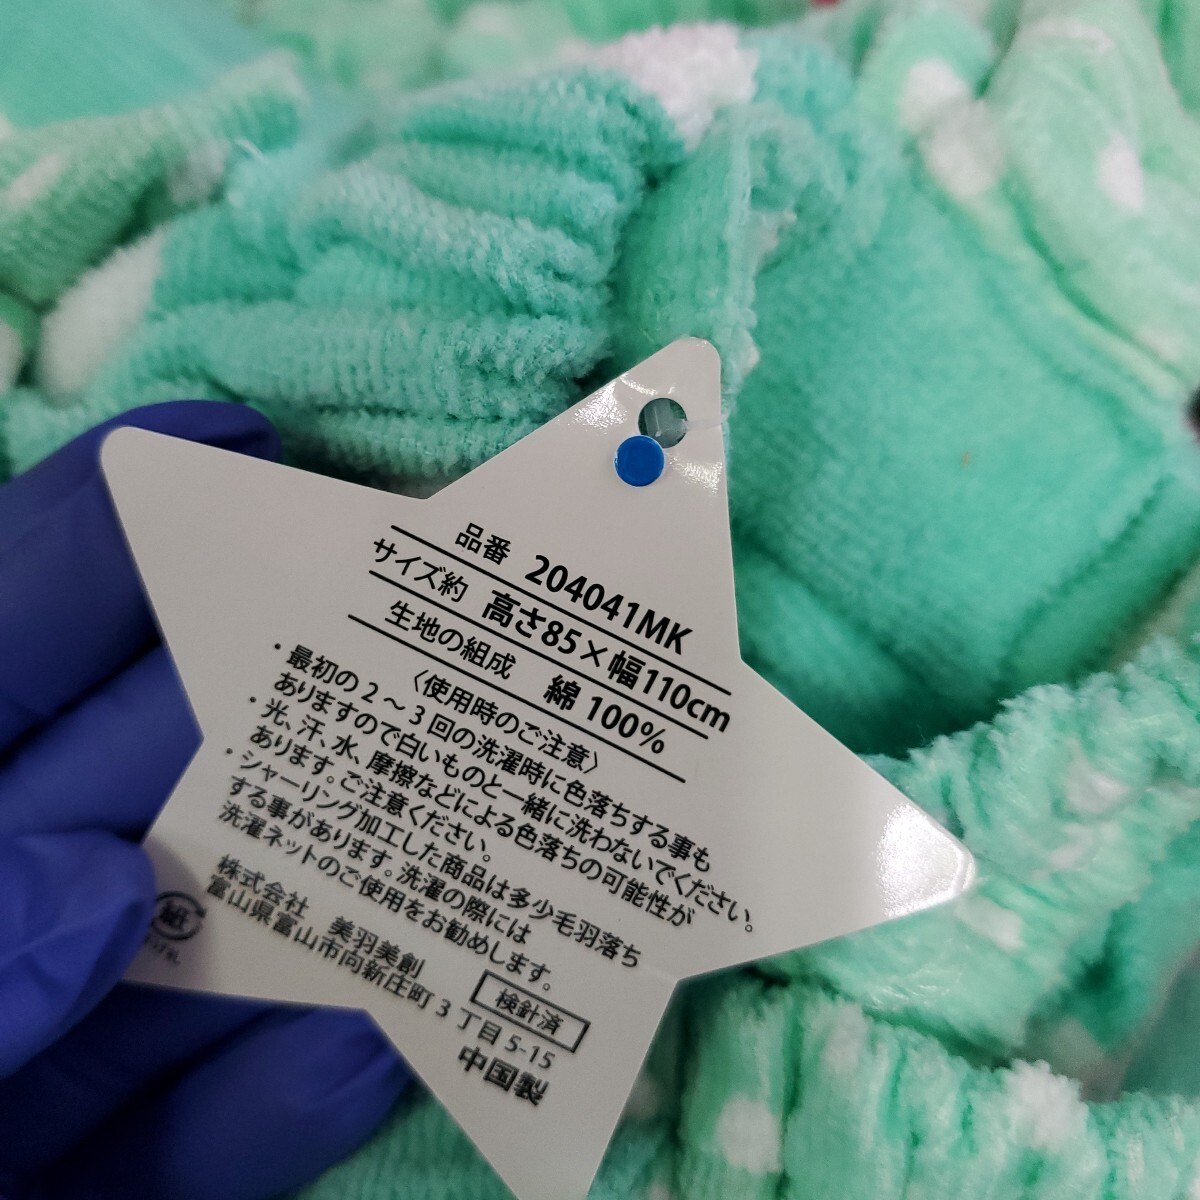 品番 204041MK
サイズ約 高さ85×幅110cm
生地の組成 綿 100%
〈使用時のご注意〉
・最初の2～3回の洗濯時に色落ちする事も
ありますので白いものと一緒に洗わないでください。
・光、汗、水、摩擦などによる色落ちの可能性が
あります。ご注意ください。
・シャーリング加工した商品は多少毛羽落ち
する事があります。洗濯の際には
洗濯ネットのご使用をお勧めします。
株式会社 美羽美創
富山県富山市向新庄町3丁目5-15
検針済
中国製
紙